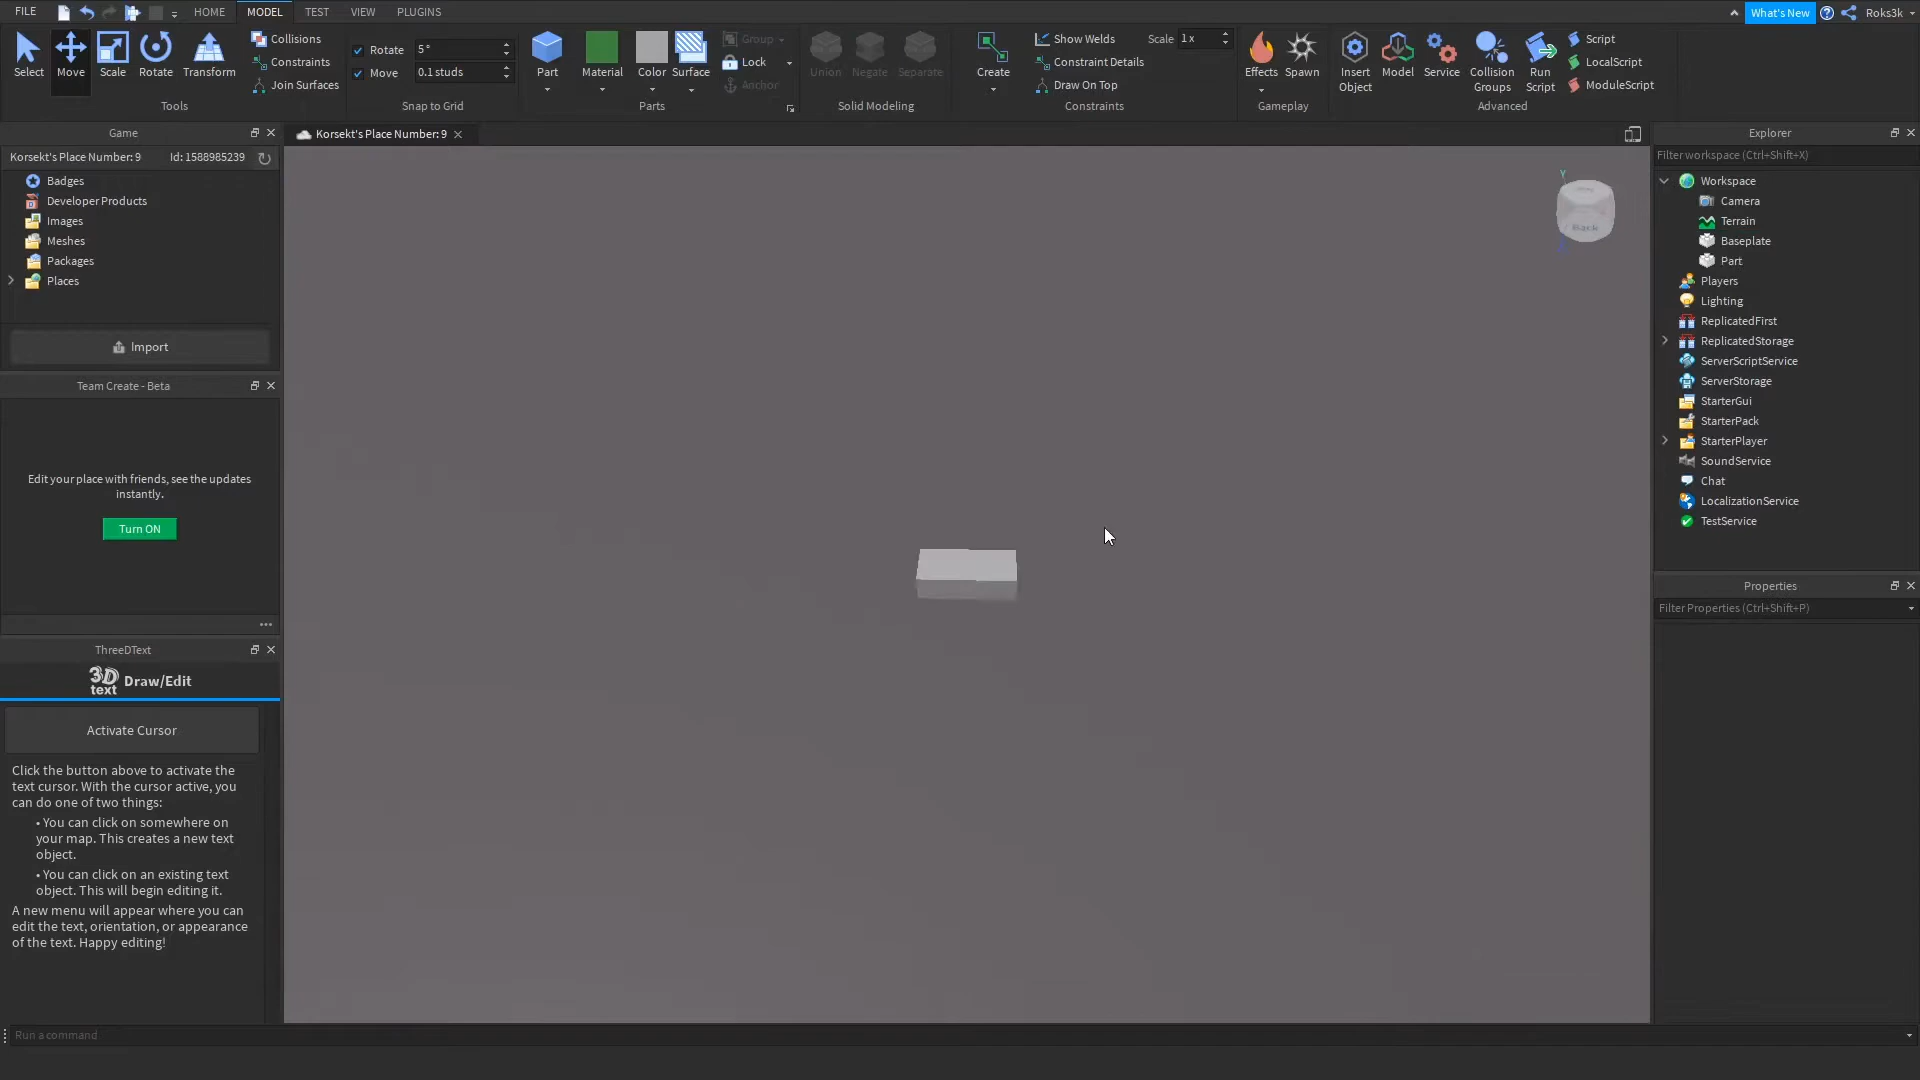 FILE
HOME
MODEL
TEST
VIEW
PLUGINS
What's New
Roks3k
Select
Move
Scale
Rotate
Transform
Tools
Collisions
Constraints
Join Surfaces
Rotate
5 °
Move
0.1 studs
Snap to Grid
Part
Material
Color
Surface
Group
Lock
Anchor
Parts
Union
Negate
Separate
Solid Modeling
Create
Show Welds
Scale
1 x
Constraint Details
Draw On Top
Constraints
Effects
Spawn
Gameplay
Insert
Object
Model
Service
Collision
Groups
Run
Script
Script
LocalScript
ModuleScript
Advanced
Game
Korsekt's Place Number: 9
Id: 1588985239
Badges
Developer Products
Images
Meshes
Packages
Places
Import
Team Create - Beta
Edit your place with friends, see the updates
instantly.
Turn ON
ThreeDText
3D
text
Draw/Edit
Activate Cursor
Click the button above to activate the
text cursor. With the cursor active, you
can do one of two things:
• You can click on somewhere on
your map. This creates a new text
object.
• You can click on an existing text
object. This will begin editing it.
A new menu will appear where you can
edit the text, orientation, or appearance
of the text. Happy editing!
Korsekt's Place Number: 9
Y
Back
Explorer
Filter workspace (Ctrl+Shift+X)
Workspace
Camera
Terrain
Baseplate
Part
Players
Lighting
ReplicatedFirst
ReplicatedStorage
ServerScriptService
ServerStorage
StarterGui
StarterPack
StarterPlayer
SoundService
Chat
LocalizationService
TestService
Properties
Filter Properties (Ctrl+Shift+P)
Run a command